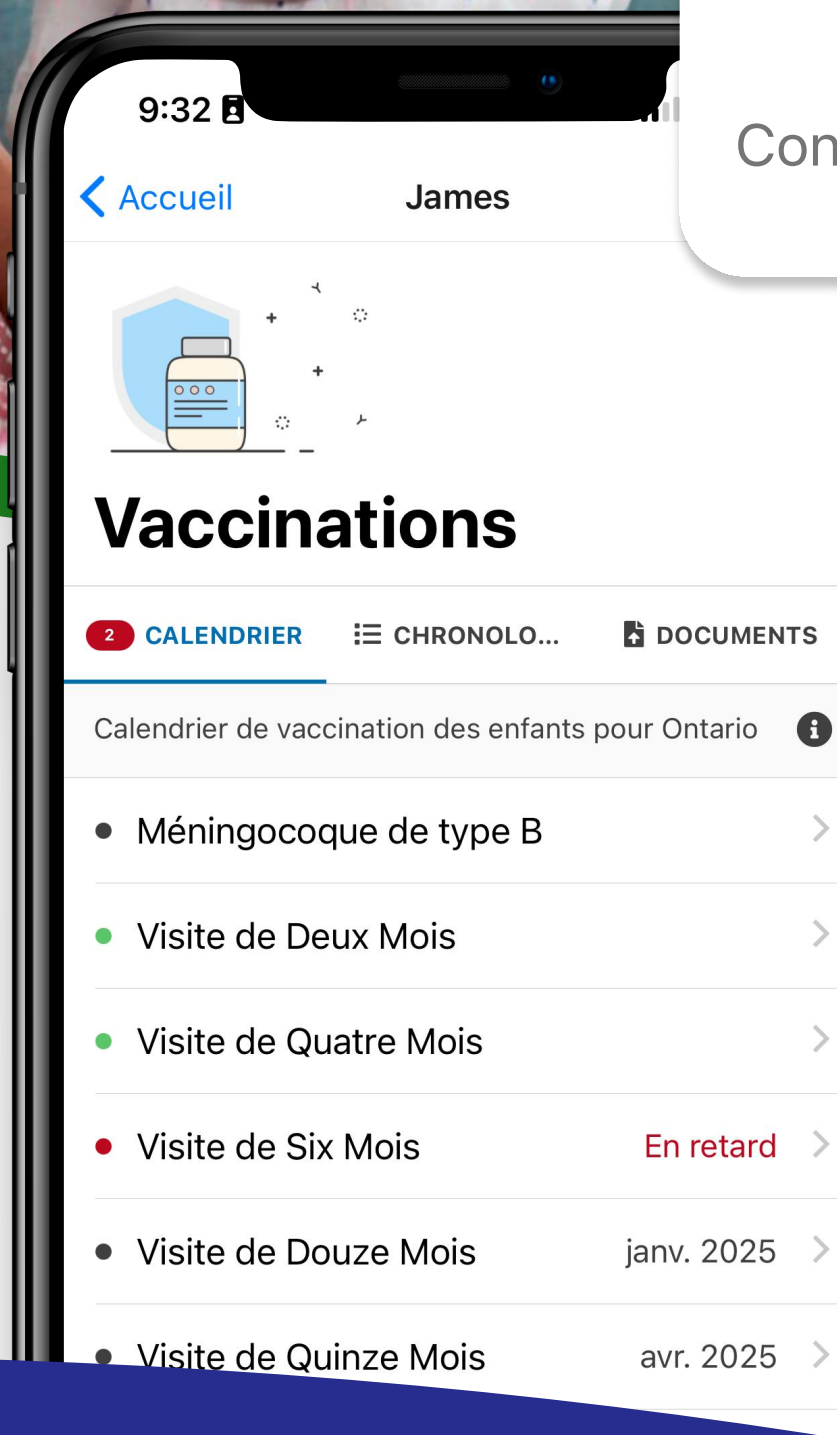 9:32
Con
Accueil
James
Vaccinations
2 CALENDRIER
CHRONOLO...
DOCUMENTS
Calendrier de vaccination des enfants pour Ontario
Méningocoque de type B
Visite de Deux Mois
Visite de Quatre Mois
Visite de Six Mois En retard
Visite de Douze Mois janv. 2025
Visite de Quinze Mois avr. 2025